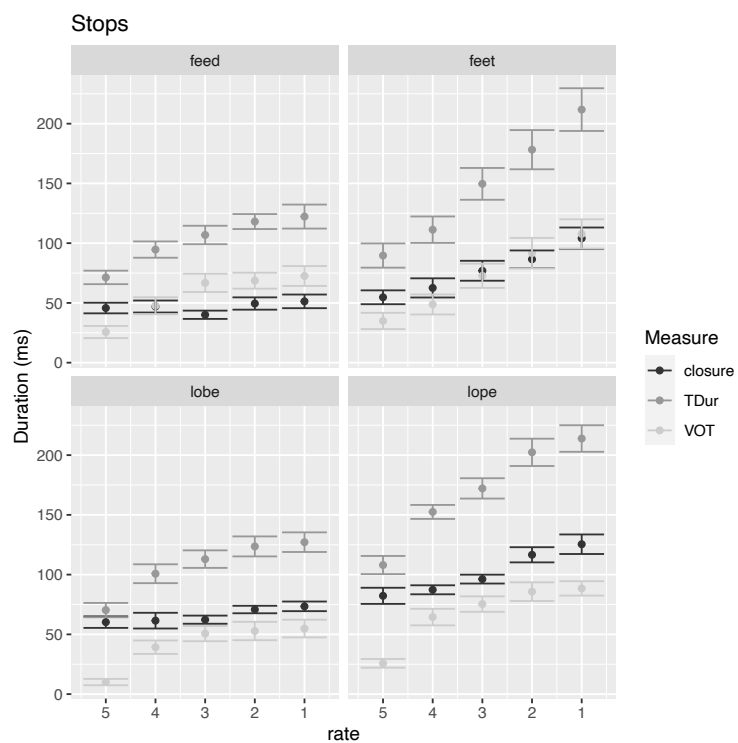 Stops
feed
feet
200
150
100
50
0
lobe
lope
200
150
100
50
0
5 4 3 2 1
5 4 3 2 1
rate
Duration (ms)
Measure
closure
TDur
VOT